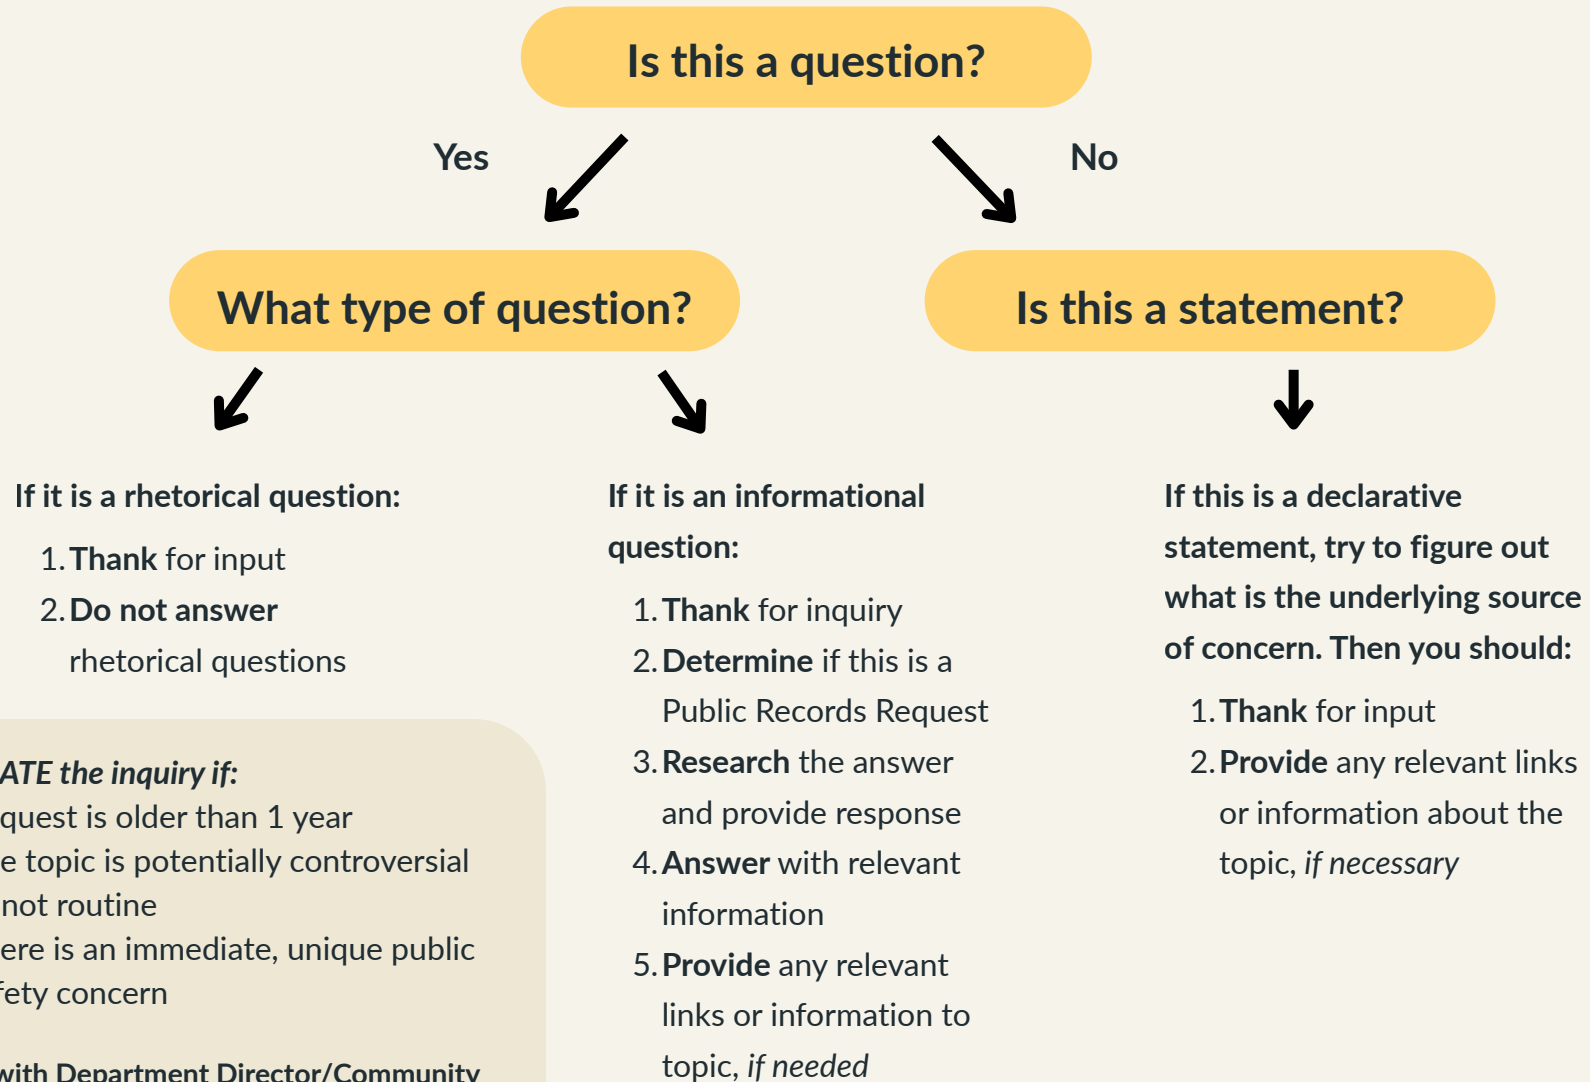 Is this a question?
Yes
No
What type of question?
Is this a statement?
If it is a rhetorical question:
1. Thank for input
2. Do not answer
rhetorical questions
ATE the inquiry if:
quest is older than 1 year
e topic is potentially controversial
not routine
ere is an immediate, unique public
fety concern
with Department Director/Community
If it is an informational
question:
1. Thank for inquiry
2. Determine if this is a
Public Records Request
3. Research the answer
and provide response
4. Answer with relevant
information
5. Provide any relevant
links or information to
topic, if needed
If this is a declarative
statement, try to figure out
what is the underlying source
of concern. Then you should:
1. Thank for input
2. Provide any relevant links
or information about the
topic, if necessary